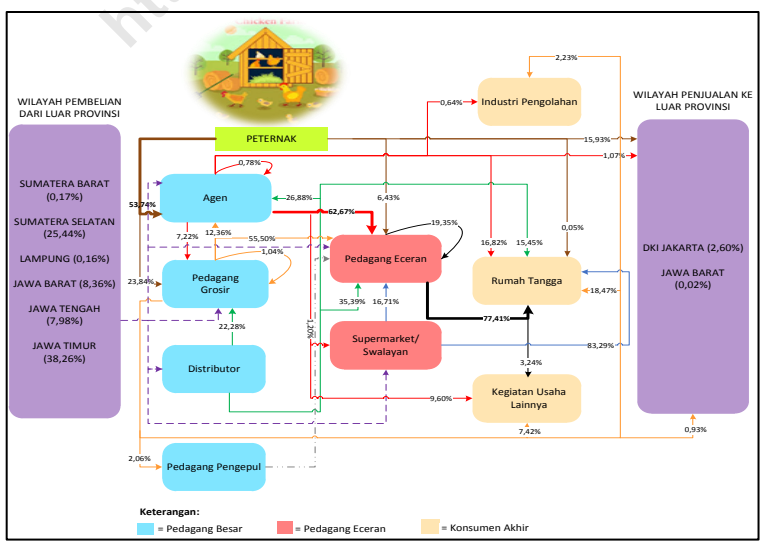 WILAYAH PEMBELIAN
DARI LUAR PROVINSI
SUMATERA BARAT
(0,17%)
SUMATERA SELATAN
(25,44%)
LAMPUNG (0,16%)
JAWA BARAT (8,36%)
JAWA TENGAH
(7,98%)
JAWA TIMUR
(38,26%)
PETERNAK
Agen
Pedagang
Grosir
Distributor
Pedagang Pengepul
Pedagang Eceran
Supermarket/
Swalayan
Industri Pengolahan
Rumah Tangga
Kegiatan Usaha
Lainnya
WILAYAH PENJUALAN KE
LUAR PROVINSI
DKI JAKARTA (2,60%)
JAWA BARAT
(0,02%)
2,23%
0,64%
15,93%
1,07%
0,78%
53,74%
26,88%
6,43%
62,67%
19,35%
0,05%
7,22%
12,36%
55,50%
1,04%
16,82%
15,45%
23,84%
18,47%
35,39%
16,71%
77,41%
22,28%
1,20%
83,29%
3,24%
9,60%
7,42%
0,93%
2,06%
Keterangan:
= Pedagang Besar
= Pedagang Eceran
= Konsumen Akhir